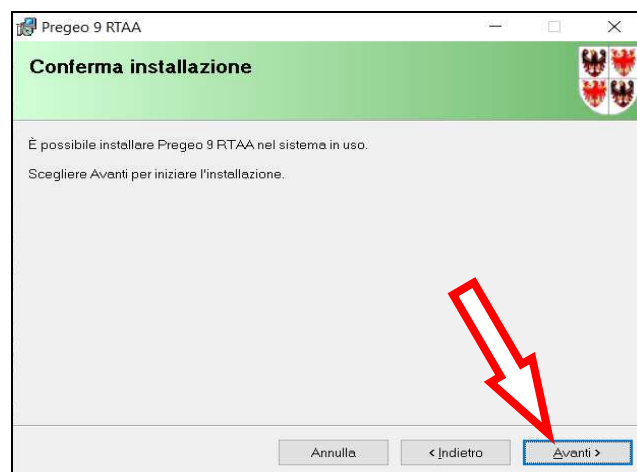 Pregeo 9 RTAA
Conferma installazione
È possibile installare Pregeo 9 RTAA nel sistema in uso.
Scegliere Avanti per iniziare l'installazione.
Annulla
< Indietro
Avanti >